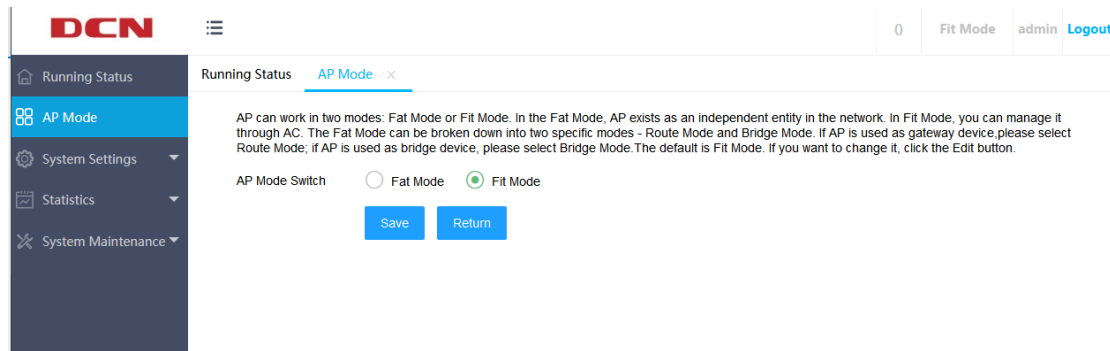 DCN
() Fit Mode admin Logout
Running Status
AP Mode
System Settings
Statistics
System Maintenance
Running Status AP Mode ×
AP can work in two modes: Fat Mode or Fit Mode. In the Fat Mode, AP exists as an independent entity in the network. In Fit Mode, you can manage it
through AC. The Fat Mode can be broken down into two specific modes - Route Mode and Bridge Mode. If AP is used as gateway device,please select
Route Mode; if AP is used as bridge device, please select Bridge Mode.The default is Fit Mode. If you want to change it, click the Edit button.
AP Mode Switch Fat Mode Fit Mode
Save Return